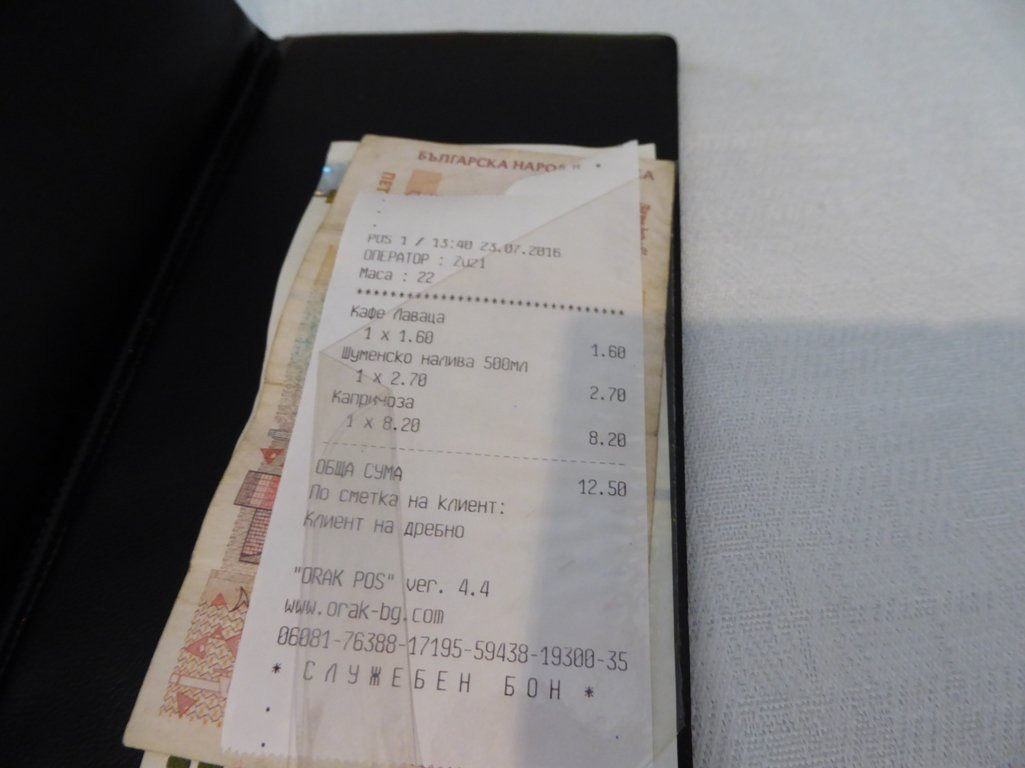 БЪЛГАРСКА
ПЕТ
POS 1 / 13:40 23.07.2016
ОПЕРАТОР : Zuzi
Маса : 22
Кафе Лаваца
1 x 1.60 1.60
Шуменско налива 500мл
1 x 2.70 2.70
Капричоза
1 x 8.20 8.20
ОБЩА СУМА 12.50
По сметка на клиент:
Клиент на дребно
"ORAK POS" ver. 4.4
www.orak-bg.com
06081-76388-17195-59438-19300-35
* СЛУЖЕБЕН БОН *